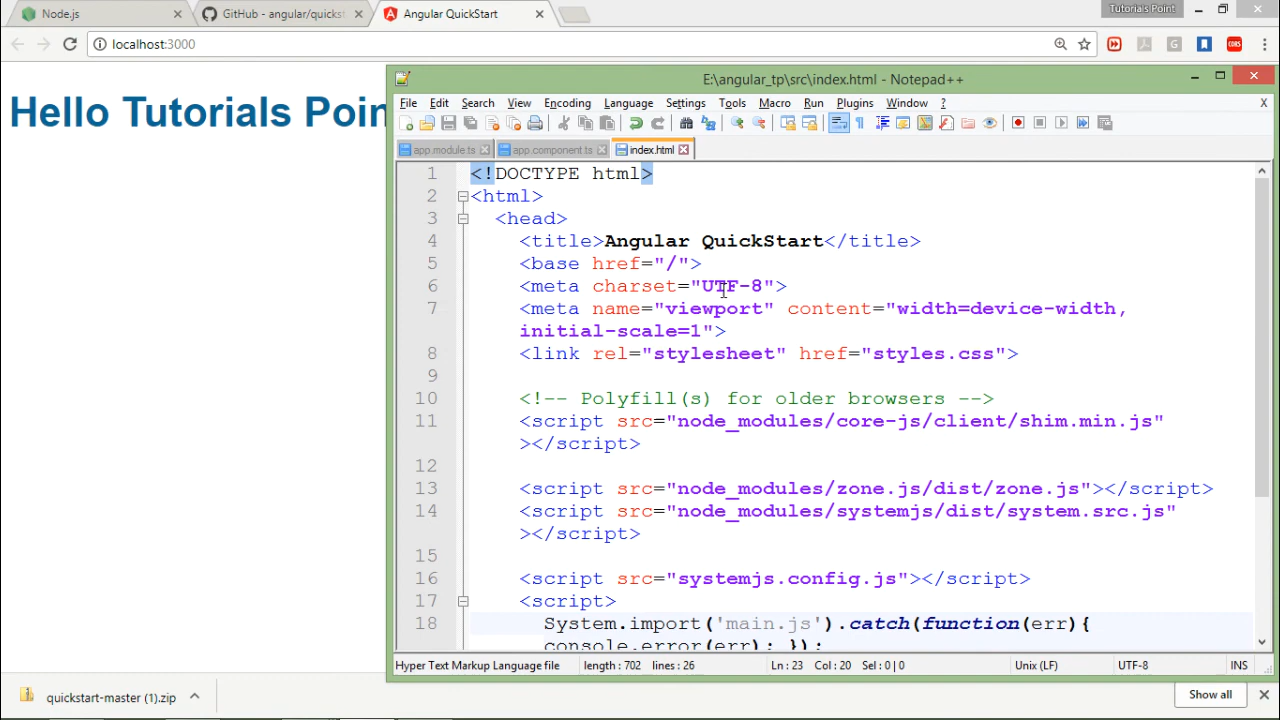 Node.js
GitHub - angular/quickst
Angular QuickStart
Tutorials Point
localhost:3000
CORS
Hello Tutorials Poin
E:\angular_tp\src\index.html - Notepad++
File Edit Search View Encoding Language Settings Tools Macro Run Plugins Window ? X
app.module.ts
app.component.ts
index.html
1 <!DOCTYPE html>
2 <html>
3 <head>
4 <title>Angular QuickStart</title>
5 <base href="/">
6 <meta charset="UTF-8">
7 <meta name="viewport" content="width=device-width,
initial-scale=1">
8 <link rel="stylesheet" href="styles.css">
9
10 <!-- Polyfill(s) for older browsers -->
11 <script src="node_modules/core-js/client/shim.min.js"
></script>
12
13 <script src="node_modules/zone.js/dist/zone.js"></script>
14 <script src="node_modules/systemjs/dist/system.src.js"
></script>
15
16 <script src="systemjs.config.js"></script>
17 <script>
18 System.import('main.js').catch(function(err){
console.error(err); });
Hyper Text Markup Language file length : 702 lines : 26 Ln : 23 Col : 20 Sel : 0 | 0 Unix (LF) UTF-8 INS
quickstart-master (1).zip
Show all